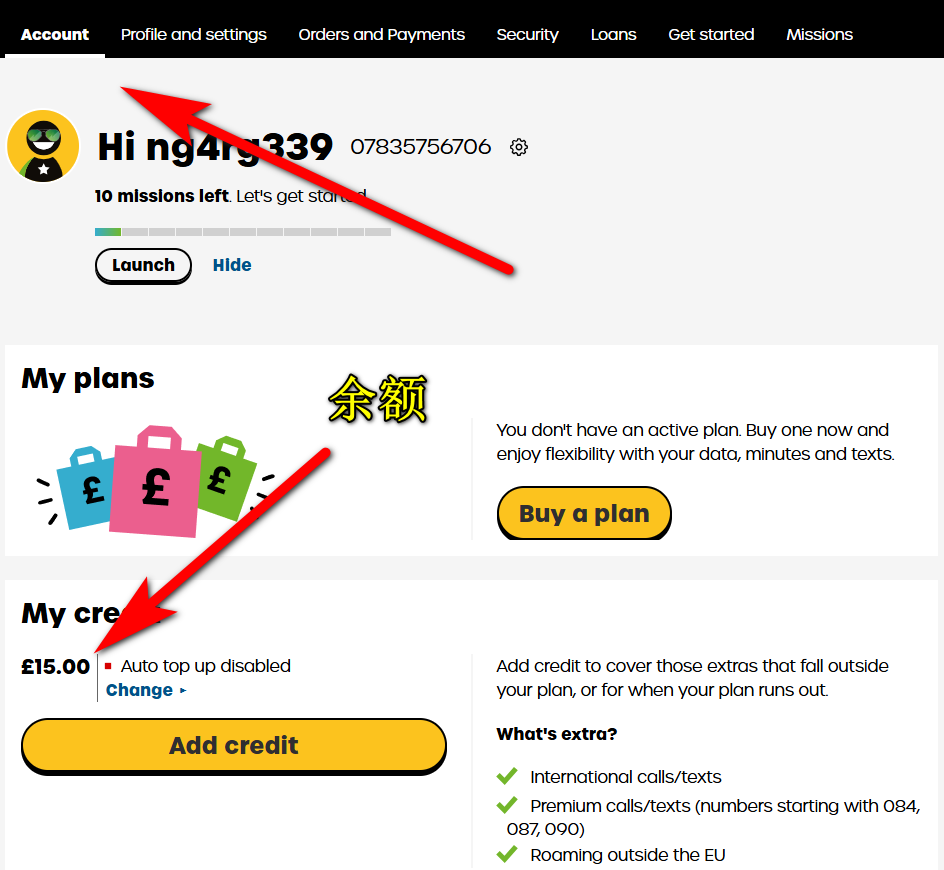 Account Profile and settings Orders and Payments Security Loans Get started Missions
Hi ng4rg339 07835756706
10 missions left. Let's get started
Launch Hide
My plans
余额
£ £ £
You don't have an active plan. Buy one now and
enjoy flexibility with your data, minutes and texts.
Buy a plan
My credit
£15.00 Auto top up disabled
Change
Add credit
Add credit to cover those extras that fall outside
your plan, or for when your plan runs out.
What's extra?
International calls/texts
Premium calls/texts (numbers starting with 084,
087, 090)
Roaming outside the EU